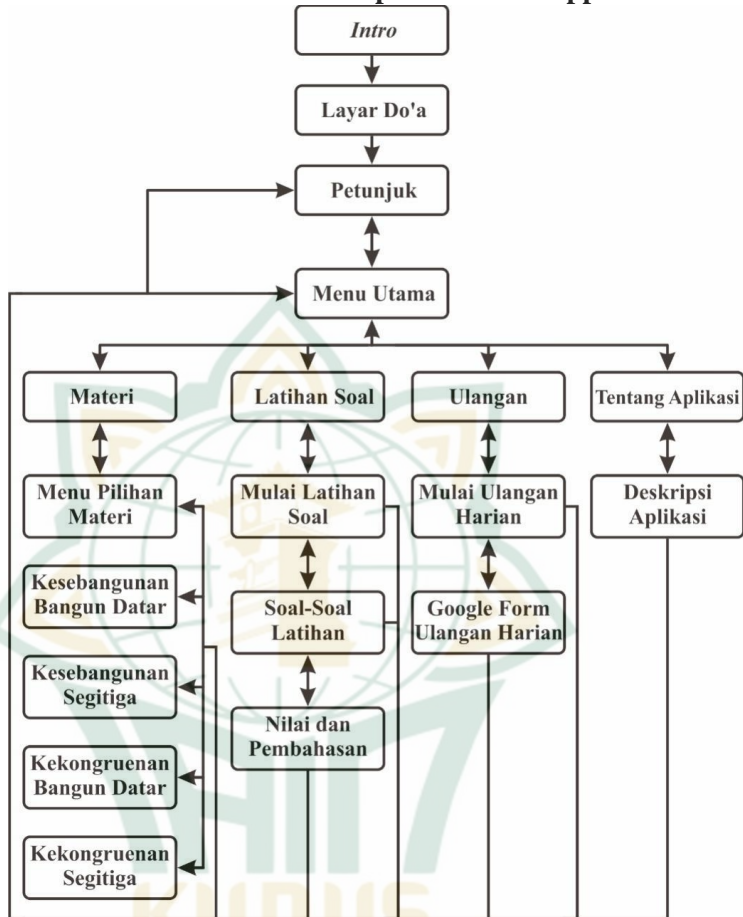 Intro
Layar Do'a
Petunjuk
Menu Utama
Materi
Latihan Soal
Ulangan
Tentang Aplikasi
Menu Pilihan
Materi
Mulai Latihan
Soal
Mulai Ulangan
Harian
Deskripsi
Aplikasi
Kesebangunan
Bangun Datar
Soal-Soal
Latihan
Google Form
Ulangan Harian
Kesebangunan
Segitiga
Nilai dan
Pembahasan
Kekongruenan
Bangun Datar
Kekongruenan
Segitiga
KUDUS